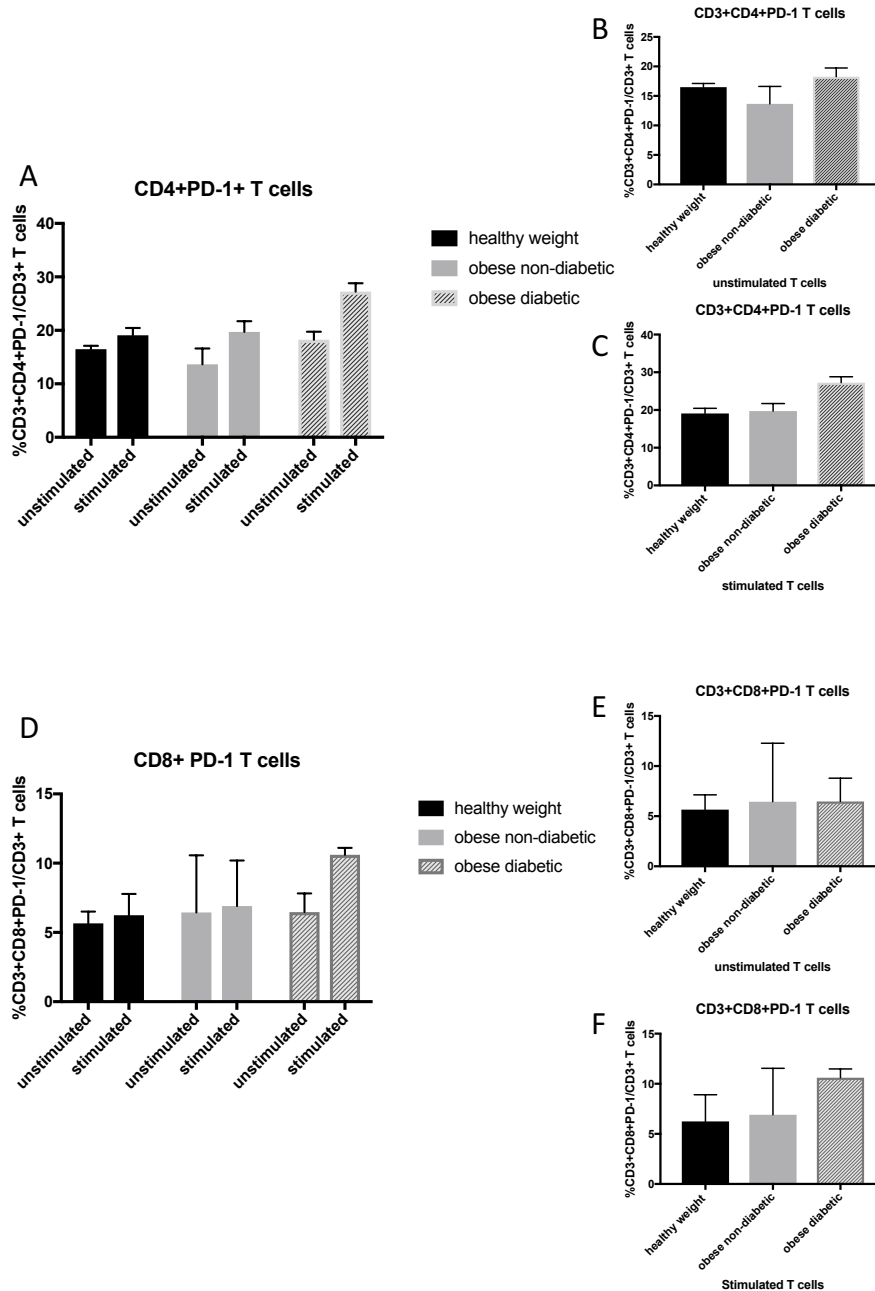 A
CD4+PD-1+ T cells
%CD3+CD4+PD-1/CD3+ T cells
40
30
20
10
0
unstimulated
stimulated
unstimulated
stimulated
unstimulated
stimulated
healthy weight
obese non-diabetic
obese diabetic
B
CD3+CD4+PD-1 T cells
%CD3+CD4+PD-1/CD3+ T cells
25
20
15
10
5
0
healthy weight
obese non-diabetic
obese diabetic
unstimulated T cells
C
CD3+CD4+PD-1 T cells
%CD3+CD4+PD-1/CD3+ T cells
40
30
20
10
0
healthy weight
obese non-diabetic
obese diabetic
stimulated T cells
D
CD8+ PD-1 T cells
%CD3+CD8+PD-1/CD3+ T cells
15
10
5
0
unstimulated
stimulated
unstimulated
stimulated
unstimulated
stimulated
healthy weight
obese non-diabetic
obese diabetic
E
CD3+CD8+PD-1 T cells
%CD3+CD8+PD-1/CD3+ T cells
15
10
5
0
healthy weight
obese non-diabetic
obese diabetic
unstimulated T cells
F
CD3+CD8+PD-1 T cells
%CD3+CD8+PD-1/CD3+ T cells
15
10
5
0
healthy weight
obese non-diabetic
obese diabetic
Stimulated T cells